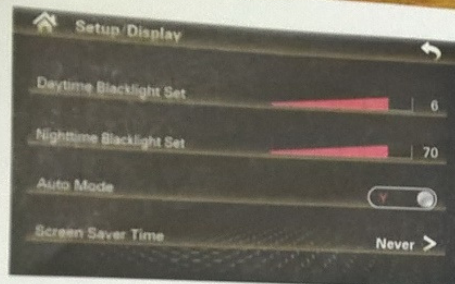 Setup/Display
Daytime Blacklight Set 6
Nighttime Blacklight Set 70
Auto Mode Y
Screen Saver Time Never >